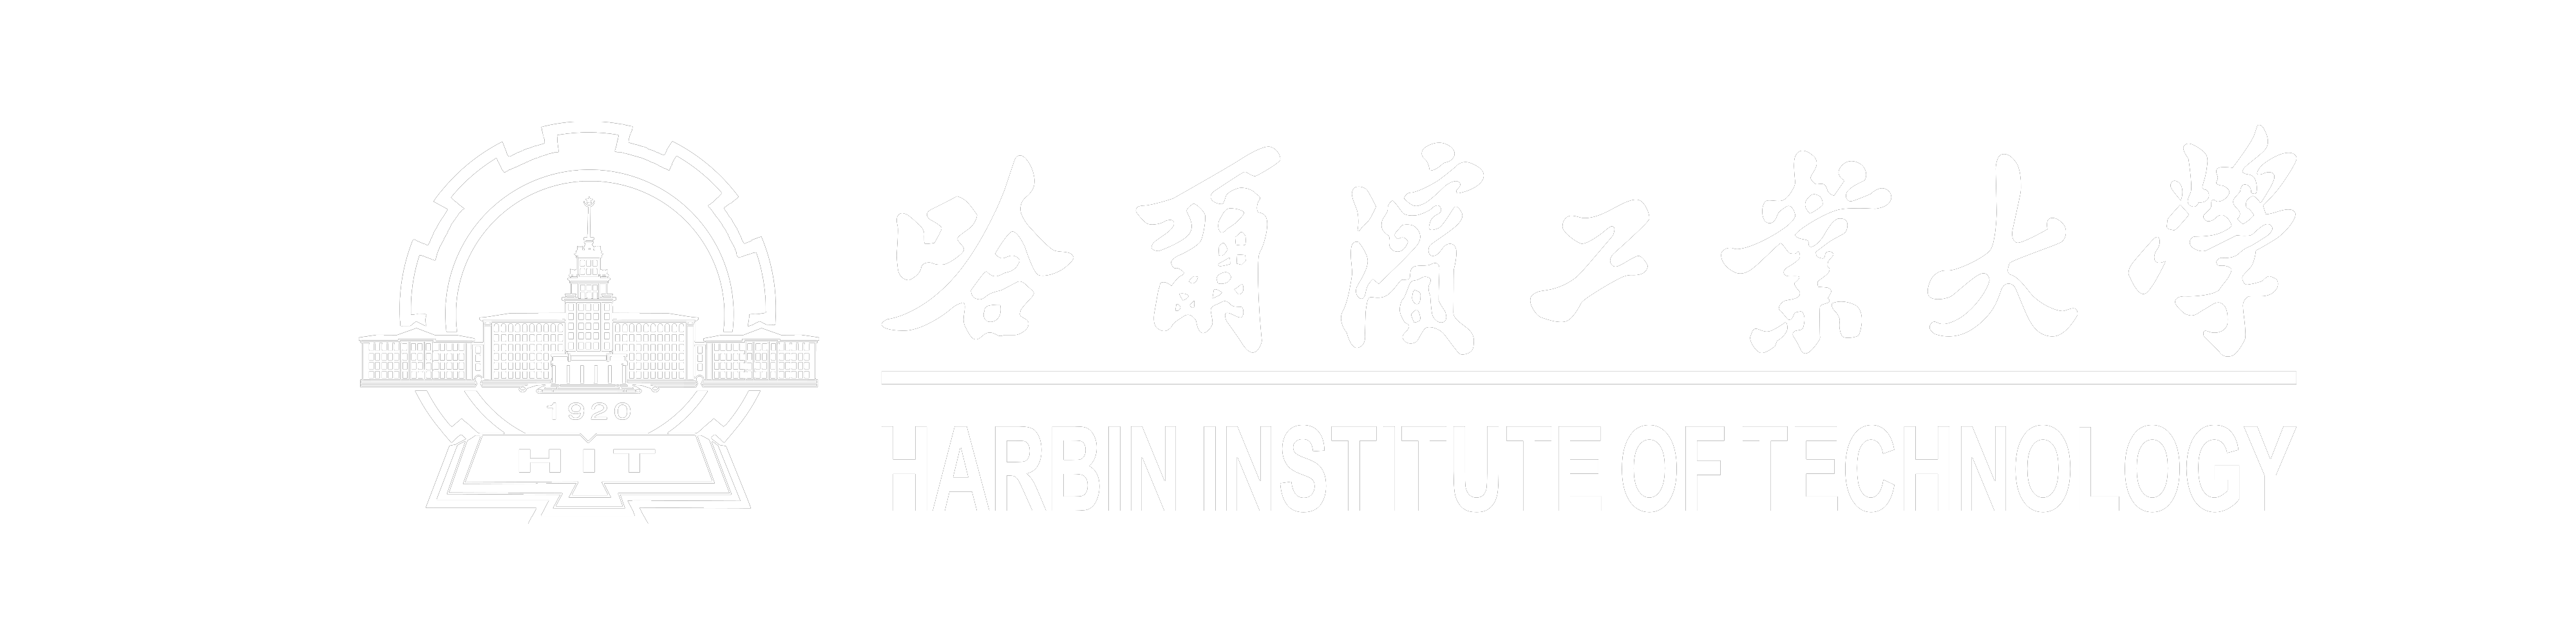 哈爾濱工業大學
1920
HIT
HARBIN INSTITUTE OF TECHNOLOGY